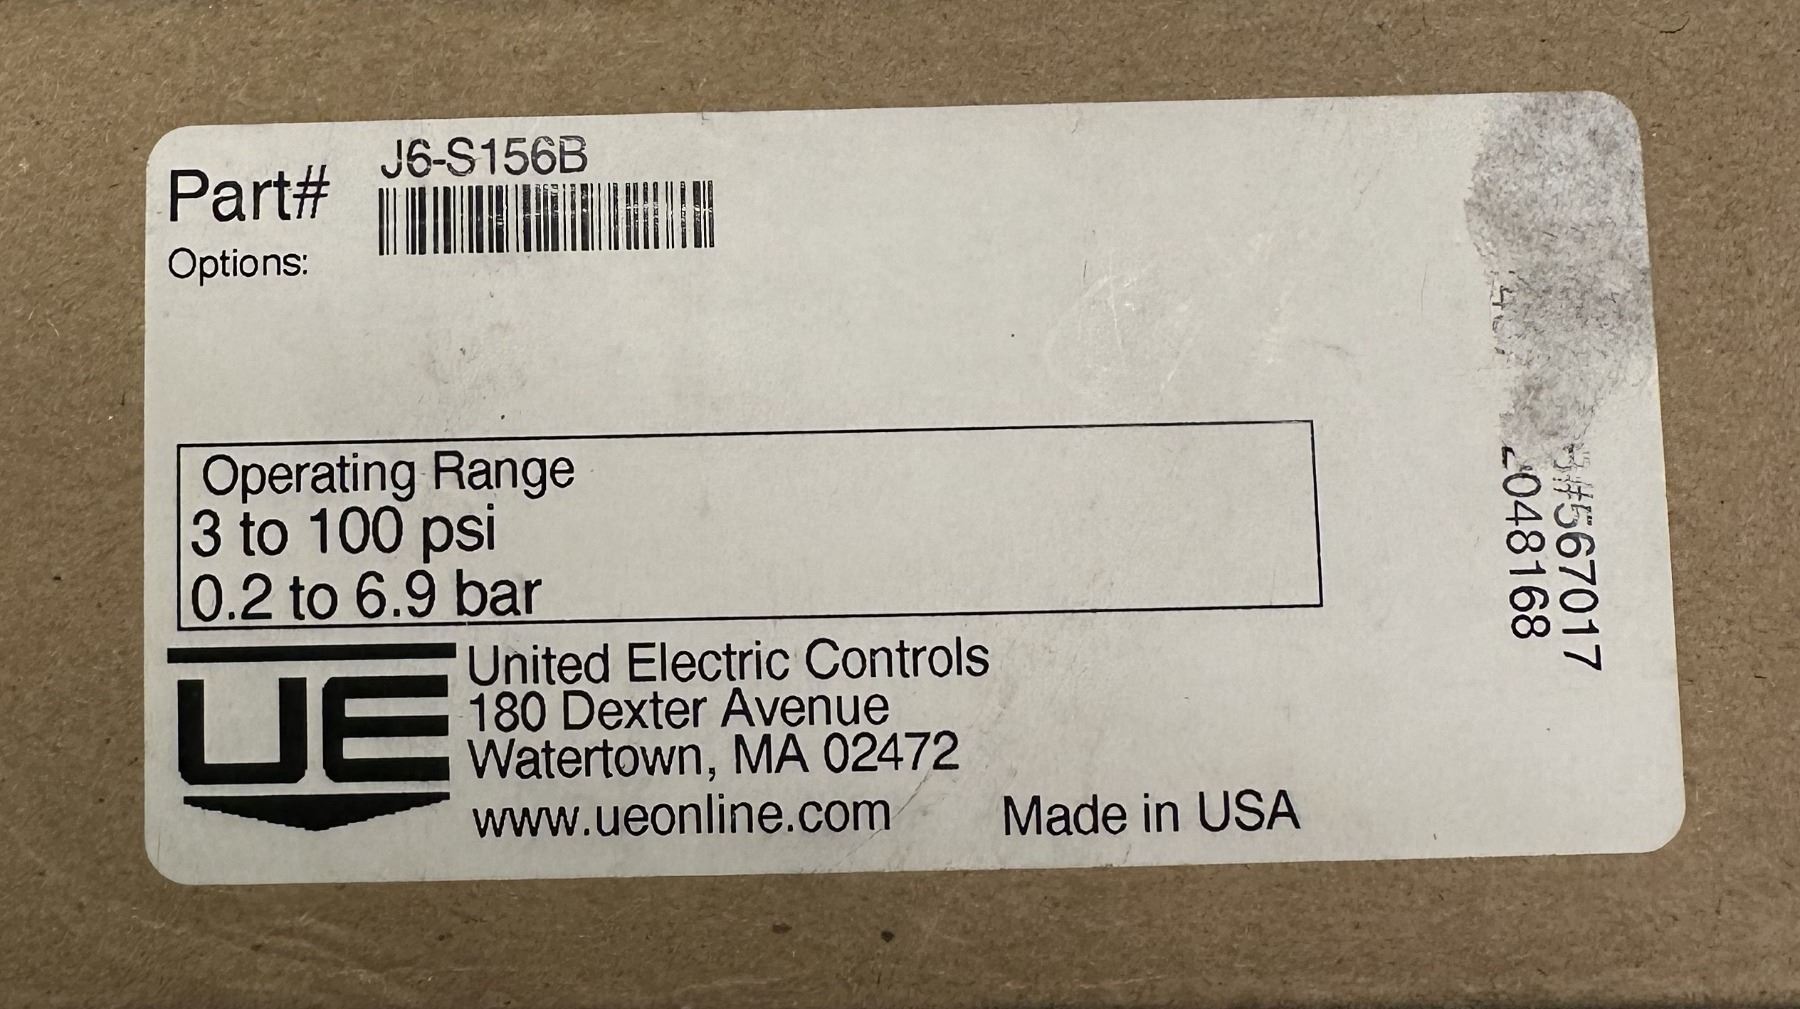 Part#
J6-S156B
Options:
Operating Range
3 to 100 psi
0.2 to 6.9 bar
UE
United Electric Controls
180 Dexter Avenue
Watertown, MA 02472
www.ueonline.com
Made in USA
#567017
048168